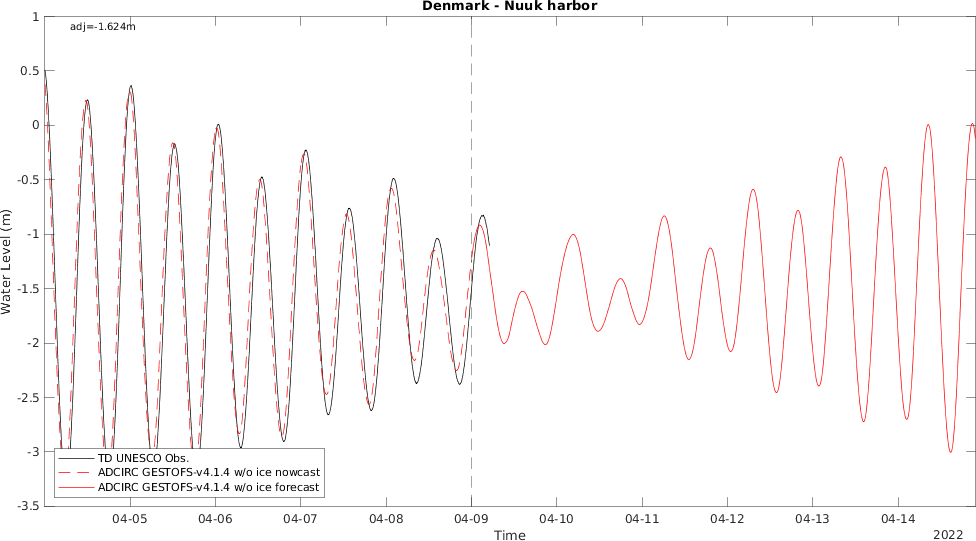 Denmark - Nuuk harbor
adj=-1.624m
Water Level (m)
1
0.5
0
-0.5
-1
-1.5
-2
-2.5
-3
-3.5
TD UNESCO Obs.
ADCIRC GESTOFS-v4.1.4 w/o ice nowcast
ADCIRC GESTOFS-v4.1.4 w/o ice forecast
04-05 04-06 04-07 04-08 04-09 04-10 04-11 04-12 04-13 04-14
Time
2022